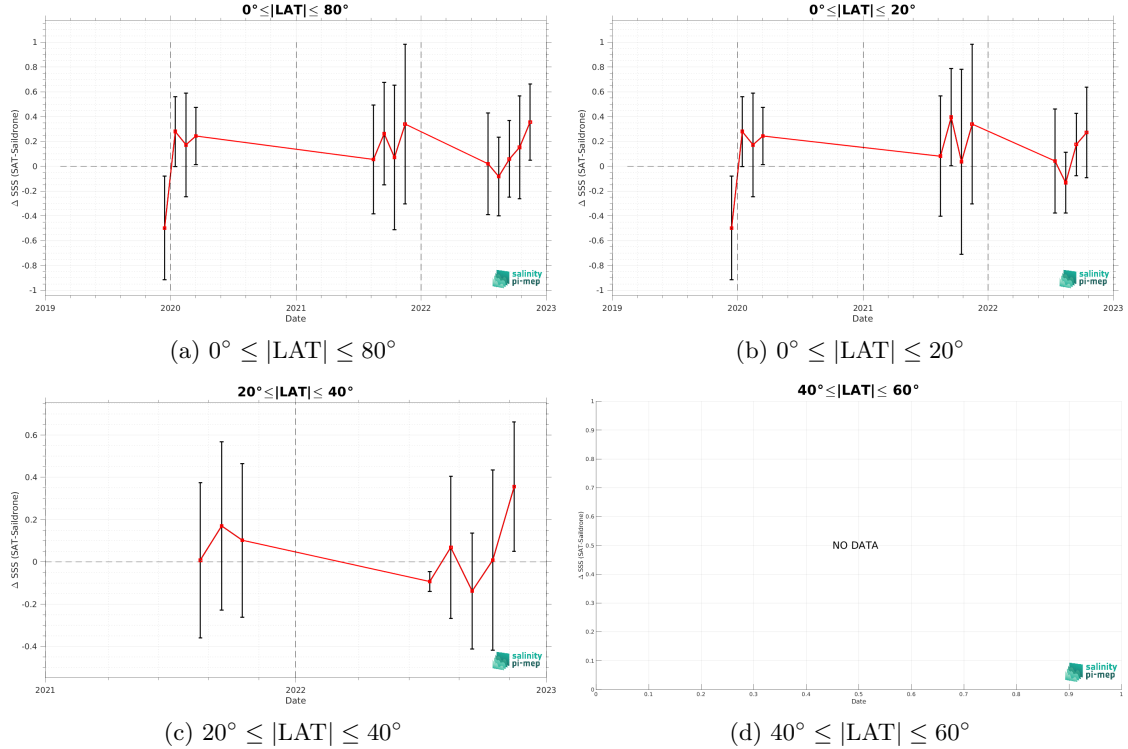 0°≤|LAT|≤ 80°
Δ SSS (SAT-Saildrone)
1
0.8
0.6
0.4
0.2
0
-0.2
-0.4
-0.6
-0.8
-1
2019
2020
2021
2022
2023
Date
salinity
pi-mep
(a) 0° ≤ |LAT| ≤ 80°
0°≤|LAT|≤ 20°
Δ SSS (SAT-Saildrone)
1
0.8
0.6
0.4
0.2
0
-0.2
-0.4
-0.6
-0.8
-1
2019
2020
2021
2022
2023
Date
salinity
pi-mep
(b) 0° ≤ |LAT| ≤ 20°
20°≤|LAT|≤ 40°
Δ SSS (SAT-Saildrone)
0.6
0.4
0.2
0
-0.2
-0.4
2021
2022
2023
Date
salinity
pi-mep
(c) 20° ≤ |LAT| ≤ 40°
40°≤|LAT|≤ 60°
Δ SSS (SAT-Saildrone)
1
0.9
0.8
0.7
0.6
0.5
0.4
0.3
0.2
0.1
0
NO DATA
0
0.1
0.2
0.3
0.4
0.5
0.6
0.7
0.8
0.9
1
Date
salinity
pi-mep
(d) 40° ≤ |LAT| ≤ 60°